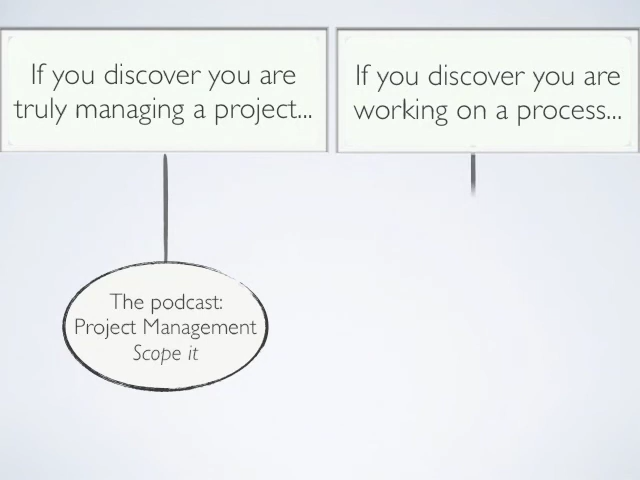 If you discover you are
truly managing a project...
If you discover you are
working on a process...
The podcast:
Project Management
Scope it